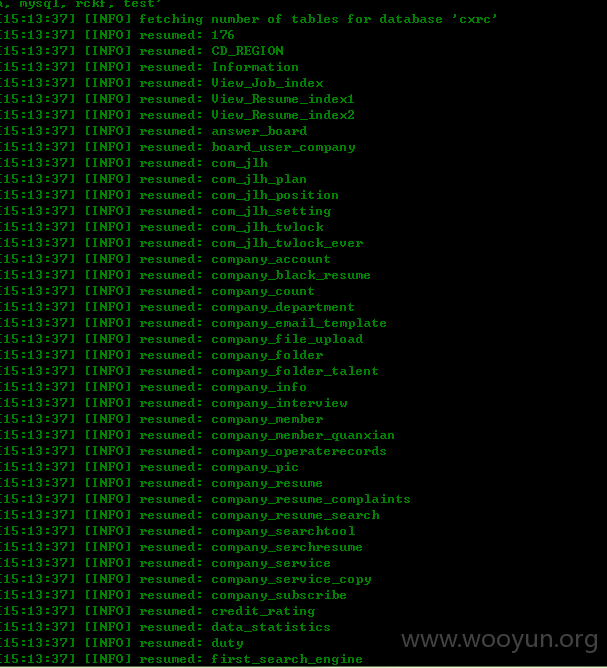 a, mysql, rckf, test'
[15:13:37] [INFO] fetching number of tables for database 'cxrc'
[15:13:37] [INFO] resumed: 176
[15:13:37] [INFO] resumed: CD_REGION
[15:13:37] [INFO] resumed: Information
[15:13:37] [INFO] resumed: View_Job_index
[15:13:37] [INFO] resumed: View_Resume_index1
[15:13:37] [INFO] resumed: View_Resume_index2
[15:13:37] [INFO] resumed: answer_board
[15:13:37] [INFO] resumed: board_user_company
[15:13:37] [INFO] resumed: com_jlh
[15:13:37] [INFO] resumed: com_jlh_plan
[15:13:37] [INFO] resumed: com_jlh_position
[15:13:37] [INFO] resumed: com_jlh_setting
[15:13:37] [INFO] resumed: com_jlh_twlock
[15:13:37] [INFO] resumed: com_jlh_twlock_ever
[15:13:37] [INFO] resumed: company_account
[15:13:37] [INFO] resumed: company_black_resume
[15:13:37] [INFO] resumed: company_count
[15:13:37] [INFO] resumed: company_department
[15:13:37] [INFO] resumed: company_email_template
[15:13:37] [INFO] resumed: company_file_upload
[15:13:37] [INFO] resumed: company_folder
[15:13:37] [INFO] resumed: company_folder_talent
[15:13:37] [INFO] resumed: company_info
[15:13:37] [INFO] resumed: company_interview
[15:13:37] [INFO] resumed: company_member
[15:13:37] [INFO] resumed: company_member_quanxian
[15:13:37] [INFO] resumed: company_operaterecords
[15:13:37] [INFO] resumed: company_pic
[15:13:37] [INFO] resumed: company_resume
[15:13:37] [INFO] resumed: company_resume_complaints
[15:13:37] [INFO] resumed: company_resume_search
[15:13:37] [INFO] resumed: company_searchtool
[15:13:37] [INFO] resumed: company_serchresume
[15:13:37] [INFO] resumed: company_service
[15:13:37] [INFO] resumed: company_service_copy
[15:13:37] [INFO] resumed: company_subscribe
[15:13:37] [INFO] resumed: credit_rating
[15:13:37] [INFO] resumed: data_statistics
[15:13:37] [INFO] resumed: duty
[15:13:37] [INFO] resumed: first_search_engine
www.wooyun.org